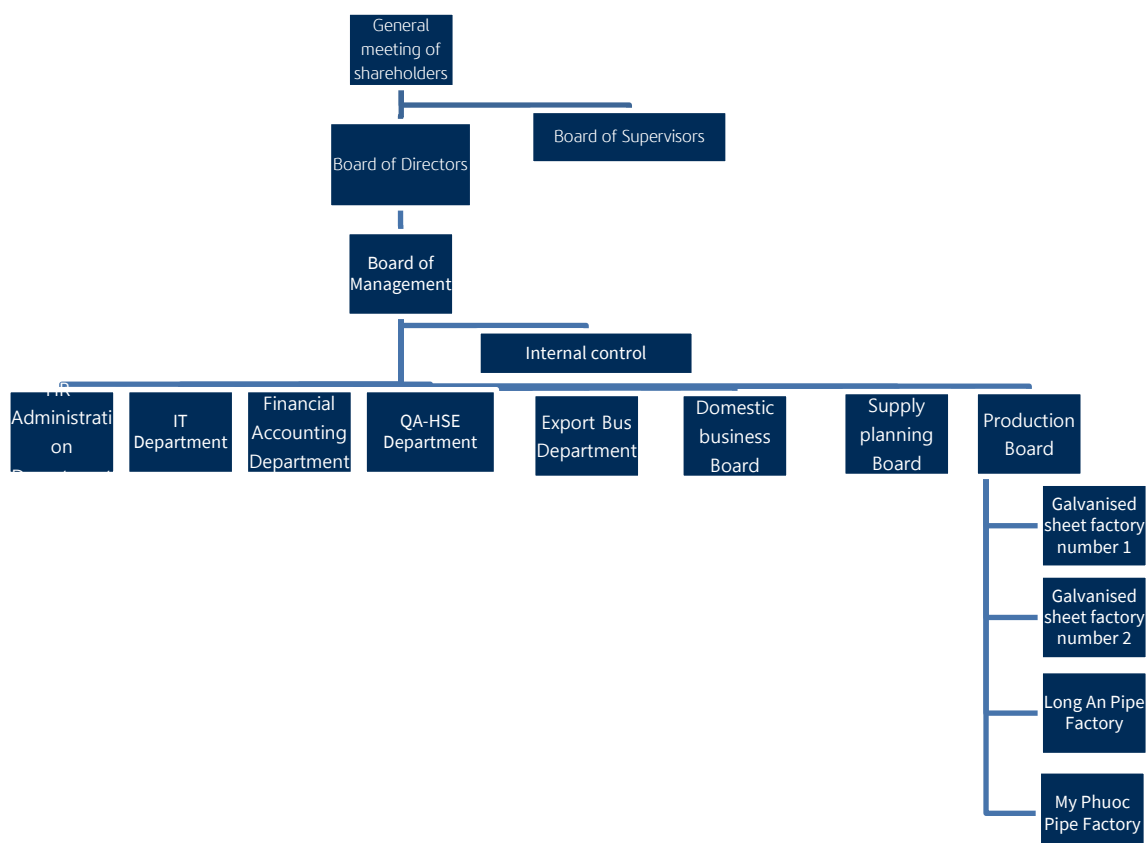 General
meeting of
shareholders
Board of Supervisors
Board of Directors
Board of
Management
Internal control
HR
Administrati
on
Department
IT
Department
Financial
Accounting
Department
QA-HSE
Department
Export Bus
Department
Domestic
business
Board
Supply
planning
Board
Production
Board
Galvanised
sheet factory
number 1
Galvanised
sheet factory
number 2
Long An Pipe
Factory
My Phuoc
Pipe Factory